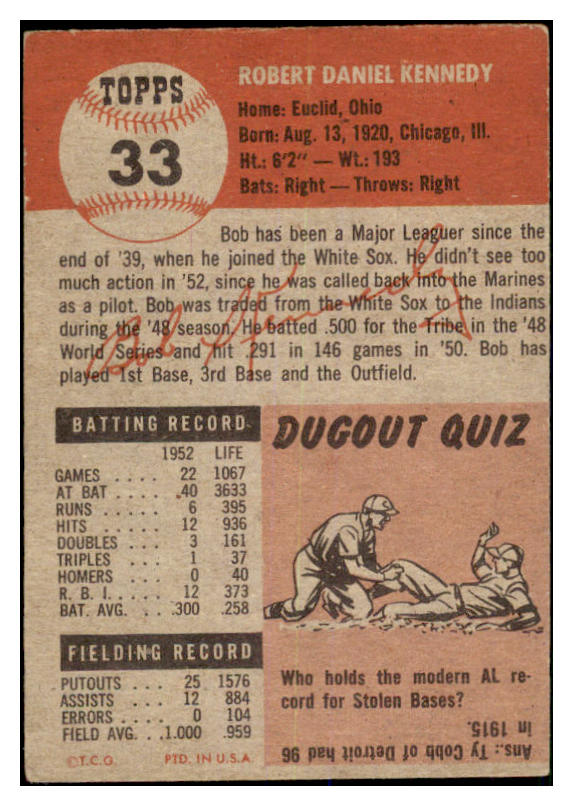 TOPPS
33
ROBERT DANIEL KENNEDY
Home: Euclid, Ohio
Born: Aug. 13, 1920, Chicago, Ill.
Ht.: 6'2" — Wt.: 193
Bats: Right — Throws: Right
Bob has been a Major Leaguer since the
end of '39, when he joined the White Sox. He didn't see too
much action in '52, since he was called back into the Marines
as a pilot. Bob was traded from the White Sox to the Indians
during the '48 season. He batted .500 for the Tribe in the '48
World Series and hit .291 in 146 games in '50. Bob has
played 1st Base, 3rd Base and the Outfield.
Bob Kennedy
BATTING RECORD
1952 LIFE
GAMES .... 22 1067
AT BAT ..... 40 3633
RUNS ..... 6 395
HITS ..... 12 936
DOUBLES ... 3 161
TRIPLES ... 1 37
HOMERS ... 0 40
R. B. I. .... 12 373
BAT. AVG. .. .300 .258
FIELDING RECORD
PUTOUTS ... 25 1576
ASSISTS ... 12 884
ERRORS .... 0 104
FIELD AVG. . .1.000 .959
©T.C.G. PTD. IN U.S.A.
DUGOUT QUIZ
Who holds the modern AL re-
cord for Stolen Bases?
Ans.: Ty Cobb of Detroit had 96
in 1915.